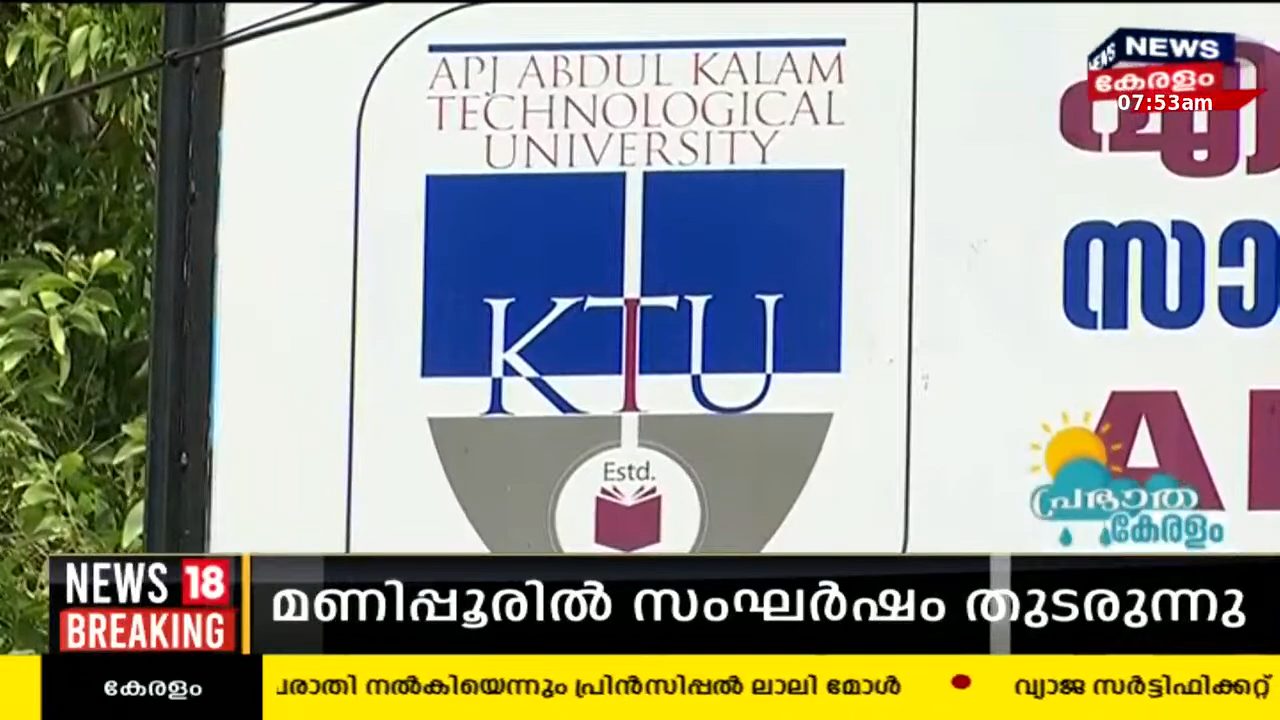 APJ ABDUL KALAM
TECHNOLOGICAL
UNIVERSITY
KTU
Estd.
NEWS
NEWS
കേരളം
07:53am
എ
സാ
A
പ്രഭാത
കേരളം
NEWS 18
BREAKING
മണിപ്പൂരിൽ സംഘർഷം തുടരുന്നു
കേരളം
പരാതി നൽകിയെന്നും പ്രിൻസിപ്പൽ ലാലി മോൾ • വ്യാജ സർട്ടിഫിക്കറ്റ്